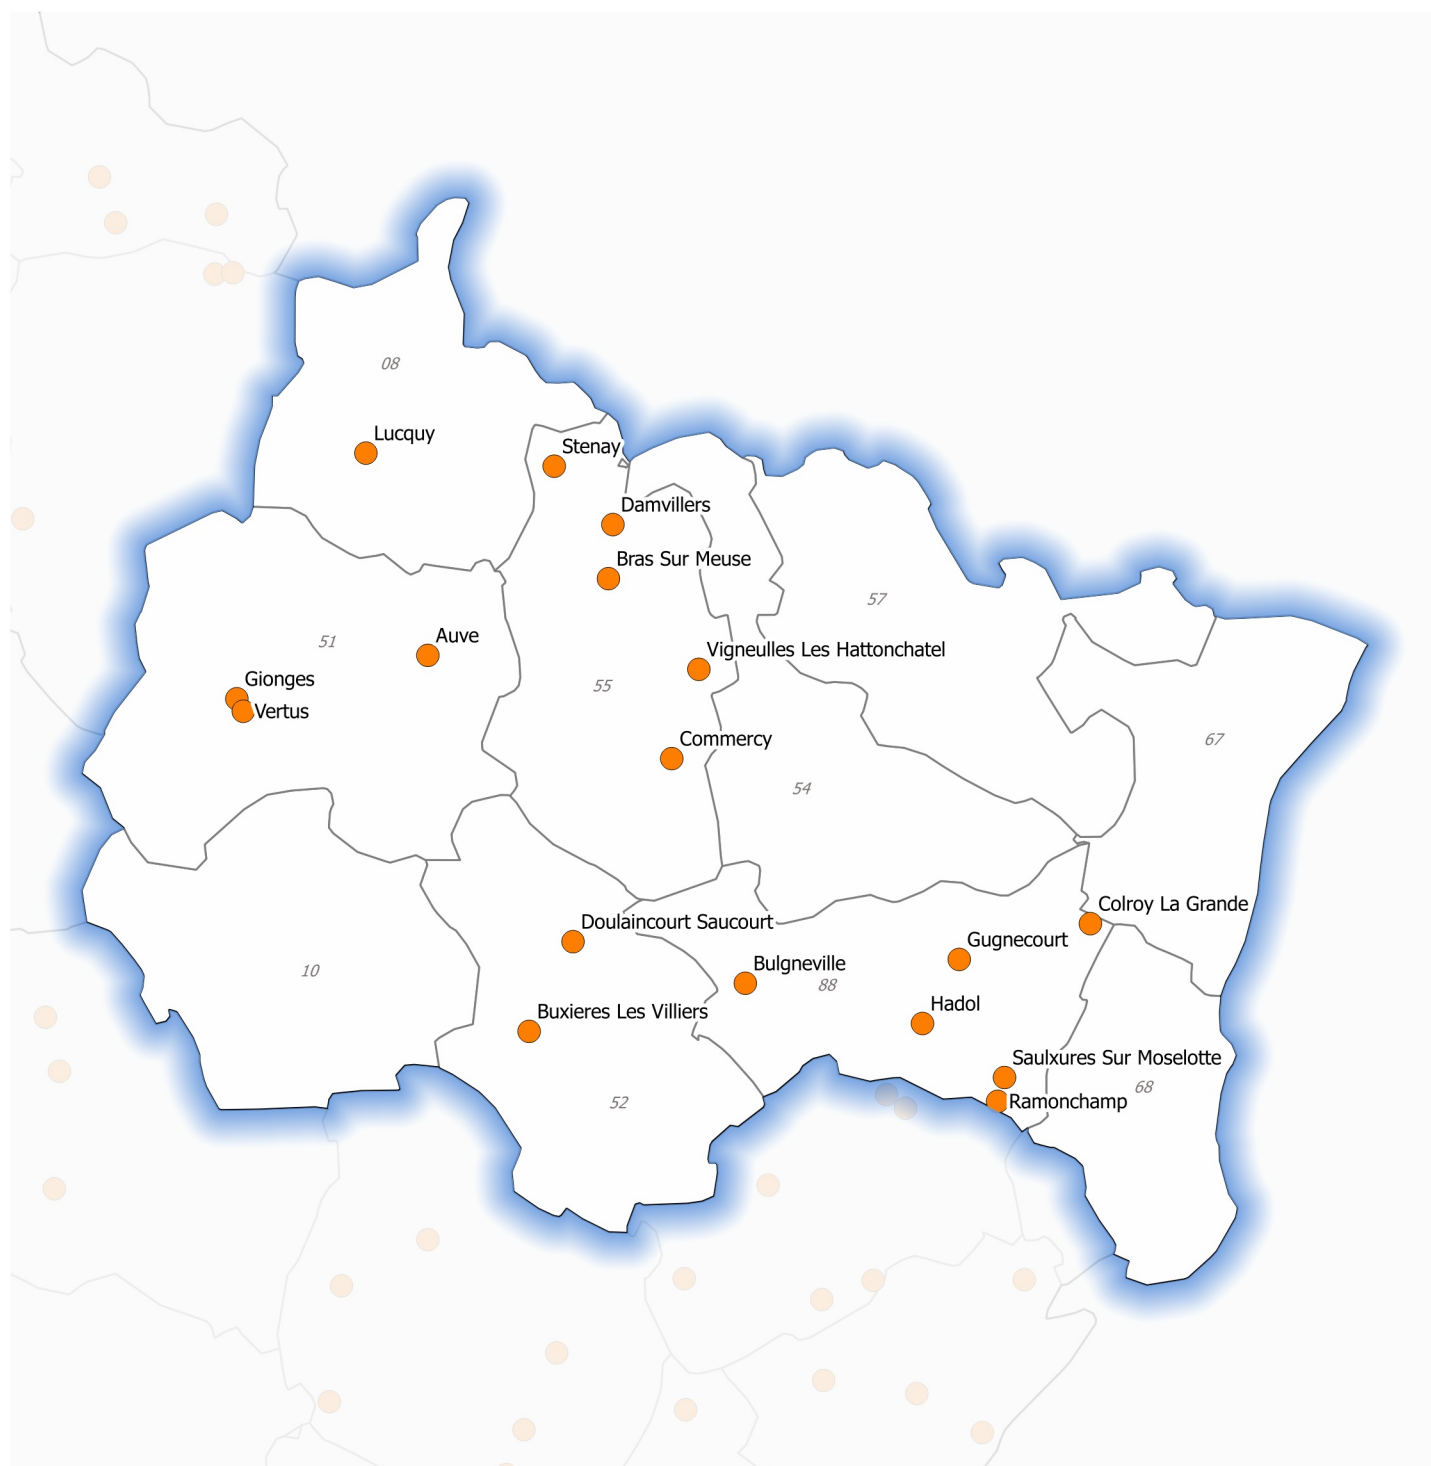 08
Lucquy
Stenay
Damvillers
Bras Sur Meuse
57
Auve
51
Vigneulles Les Hattonchatel
Gionges
55
Vertus
Commercy
67
54
Colroy La Grande
Doulaincourt Saucourt
Gugnecourt
Bulgneville
10
88
Hadol
Buxieres Les Villiers
Saulxures Sur Moselotte
68
52
Ramonchamp